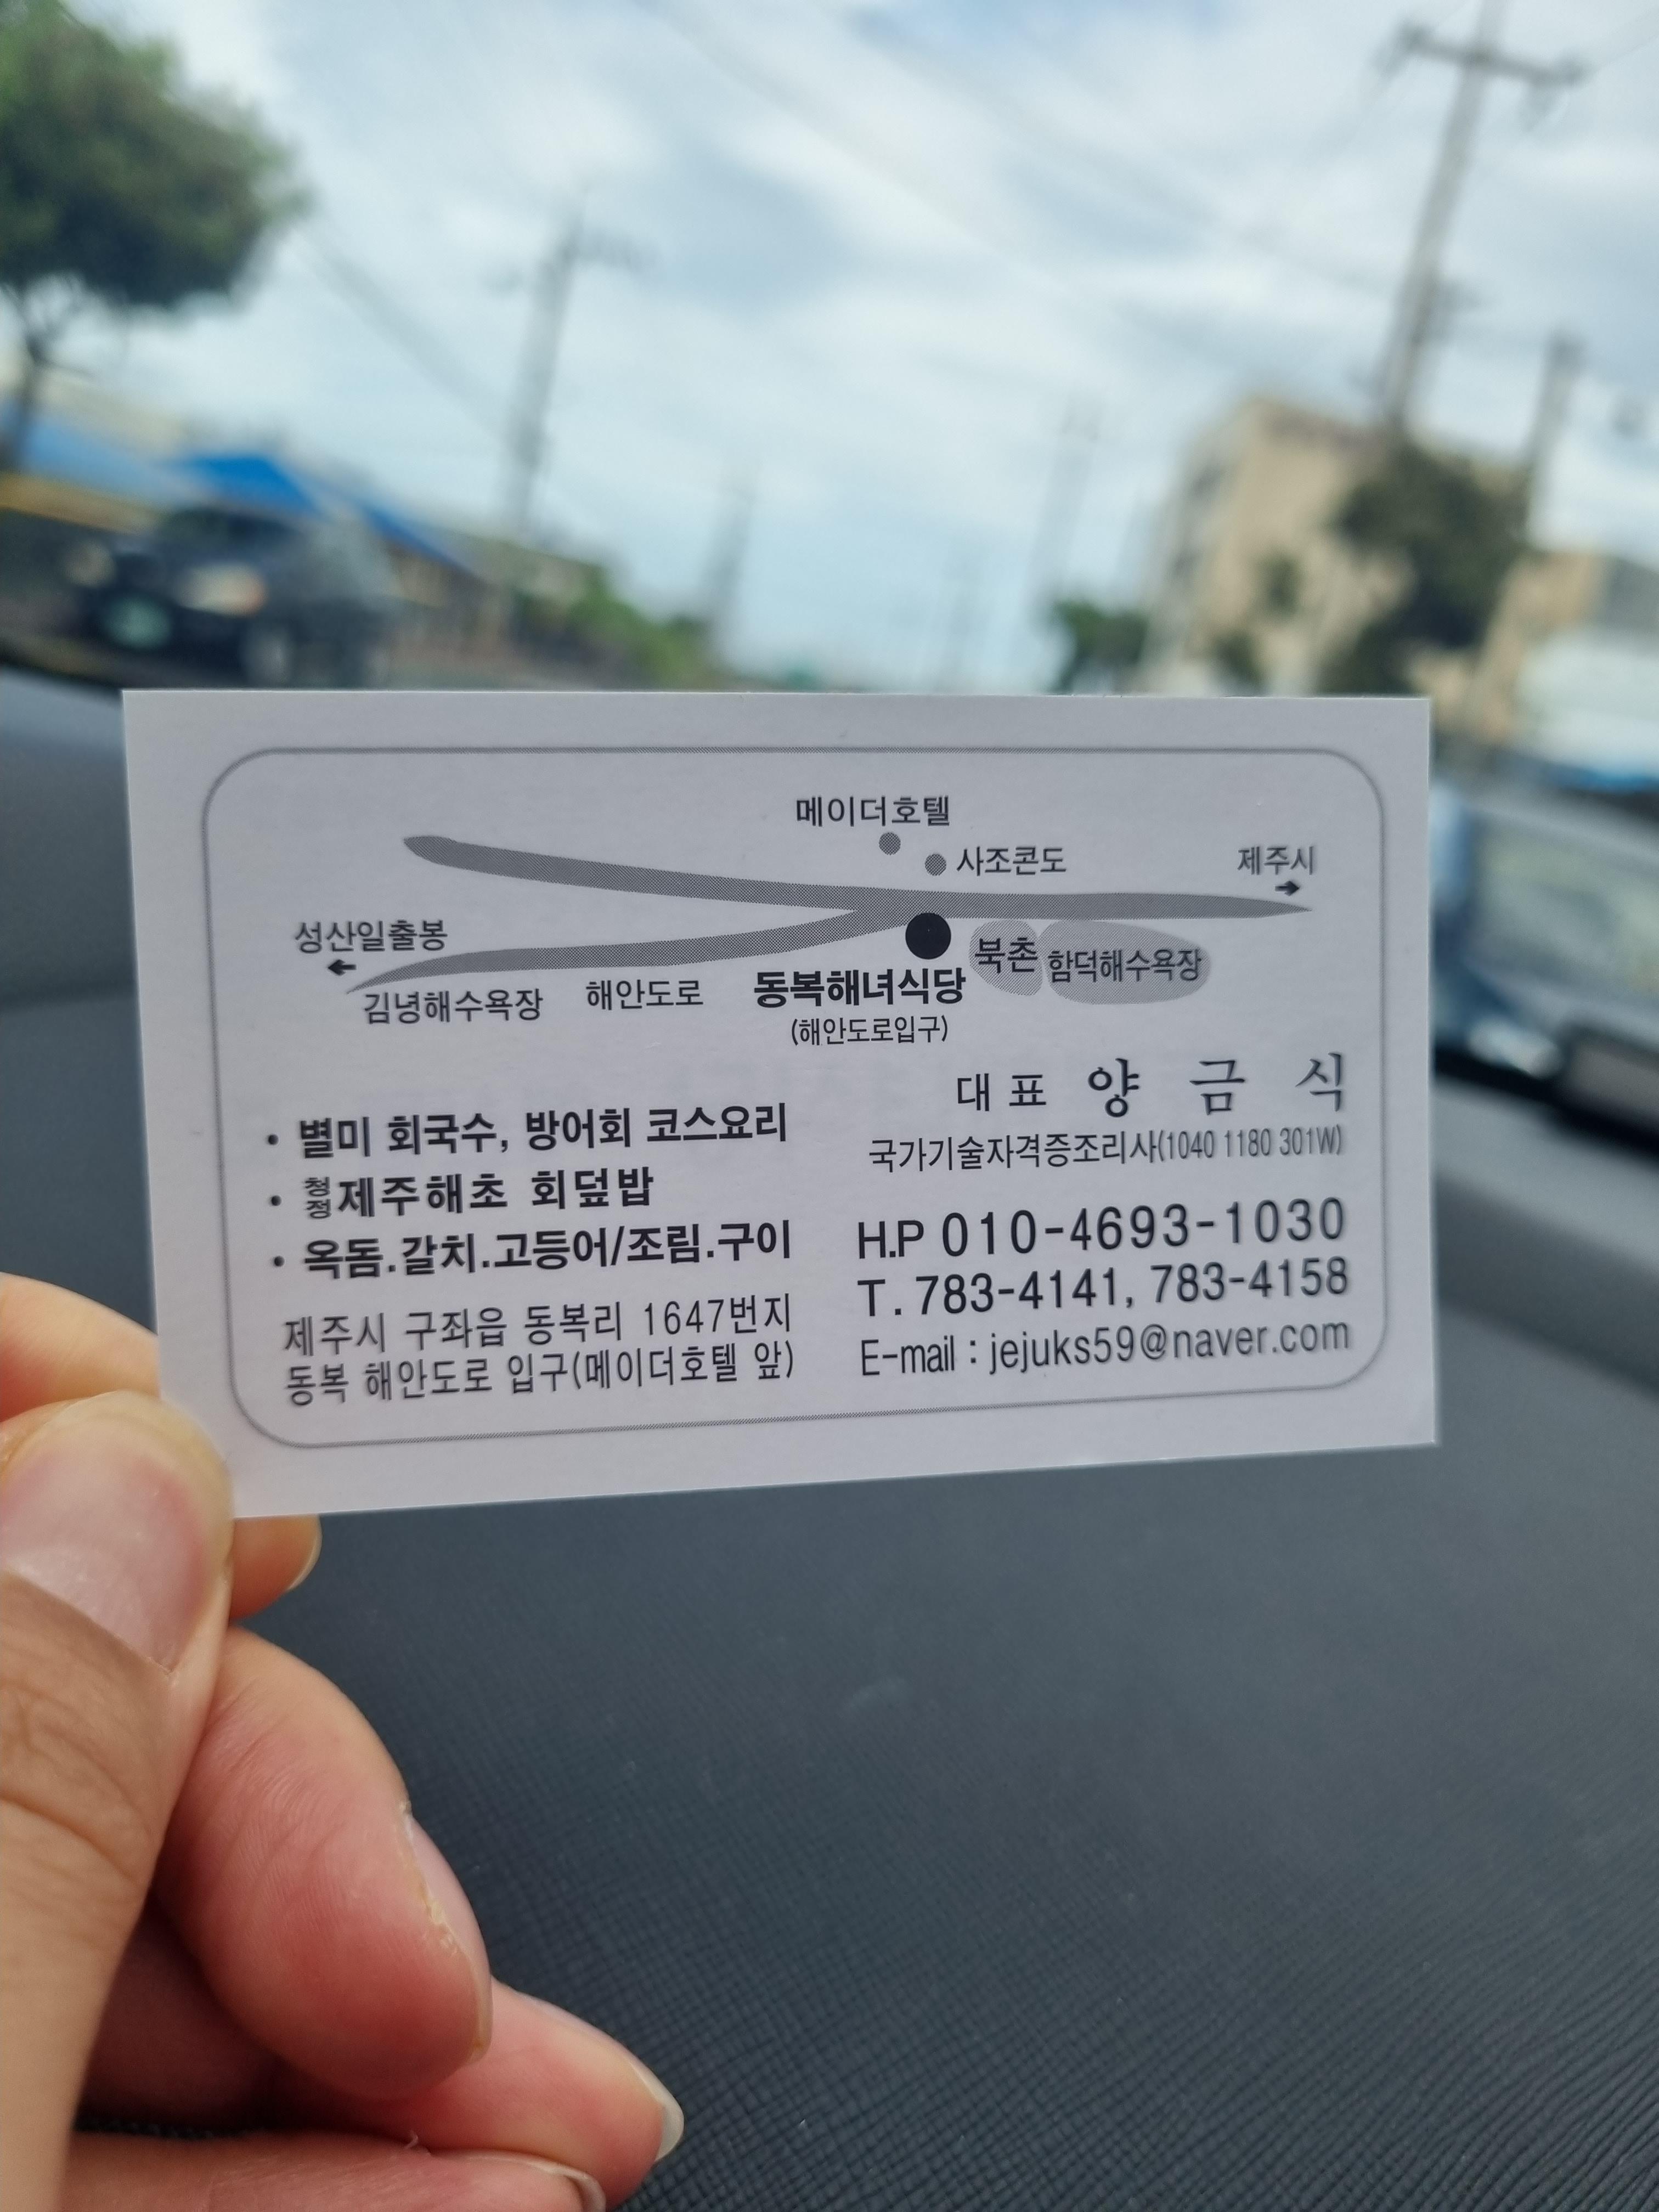 메이더호텔
사조콘도
제주시
성산일출봉
북촌
함덕해수욕장
김녕해수욕장
해안도로
동복해녀식당
(해안도로입구)
대표 양금식
국가기술자격증조리사(1040 1180 301W)
• 별미 회국수, 방어회 코스요리
• 청정 제주해초 회덮밥
• 옥돔.갈치.고등어/조림.구이
제주시 구좌읍 동복리 1647번지
동복 해안도로 입구(메이더호텔 앞)
H.P 010-4693-1030
T. 783-4141, 783-4158
E-mail : jejuks59@naver.com